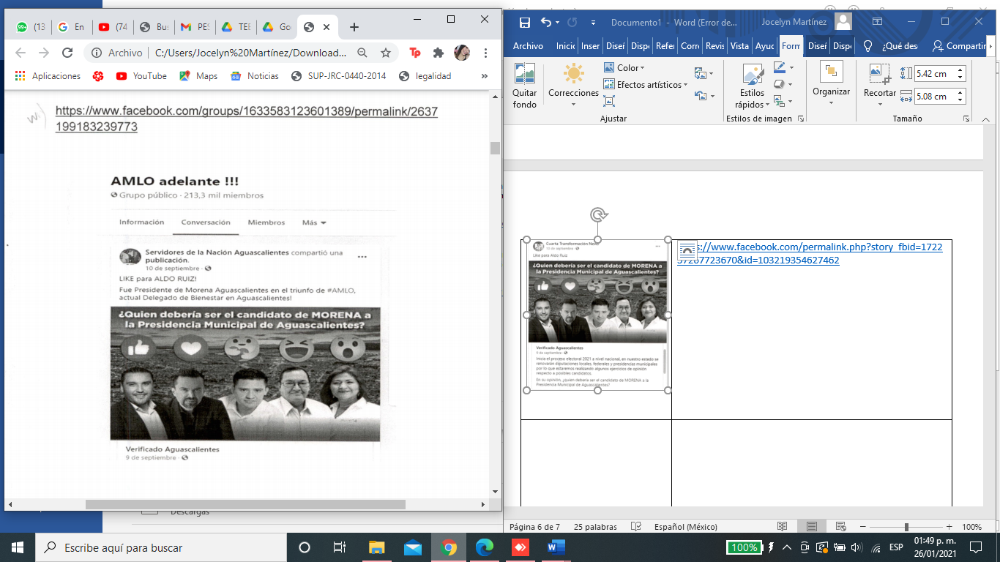 (13
En
(74
Bu:
PES
TEE
Go
Archivo
C:/Users/Jocelyn%20Martínez/Download...
Aplicaciones
YouTube
Maps
Noticias
SUP-JRC-0440-2014
legalidad
»
https://www.facebook.com/groups/1633583123601389/permalink/2637
199183239773
AMLO adelante !!!
Grupo público · 213,3 mil miembros
Información
Conversación
Miembros
Más
Servidores de la Nación Aguascalientes compartió una
publicación.
10 de septiembre ·
LIKE para ALDO RUIZ!
Fue Presidente de Morena Aguascalientes en el triunfo de #AMLO,
actual Delegado de Bienestar en Aguascalientes!
¿Quien debería ser el candidato de MORENA a
la Presidencia Municipal de Aguascalientes?
Verificado Aguascalientes
9 de septiembre ·
Descargas
Documento1 - Word (Error de...
Jocelyn Martínez
Archivo
Inicio
Inser
Diseí
Dispo
Refer
Corre
Revis
Vista
Ayuc
Form
Diseí
Dispo
¿Qué des
Compartir
Quitar
fondo
Correcciones
Color
Efectos artísticos
Ajustar
Estilos
rápidos
Estilos de imagen
Organizar
Recortar
5.42 cm
5.08 cm
Tamaño
Cuarta Transformación News
10 de septiembre ·
Like para Aldo Ruiz
¿Quien debería ser el candidato de MORENA a
la Presidencia Municipal de Aguascalientes?
Verificado Aguascalientes
9 de septiembre ·
Inicia el proceso electoral 2021 a nivel nacional, en nuestro estado se
renovarán diputaciones locales, federales y presidencias municipales
por lo que estaremos realizando algunos ejercicios de opinión
respecto a posibles candidatos.
En su opinión, ¿quien debería ser el candidato de MORENA a la
Presidencia Municipal de Aguascalientes?
s://www.facebook.com/permalink.php?story_fbid=1722
7723670&id=103219354627462
Página 6 de 7
25 palabras
Español (México)
100%
Escribe aquí para buscar
100%
ESP
01:49 p. m.
26/01/2021